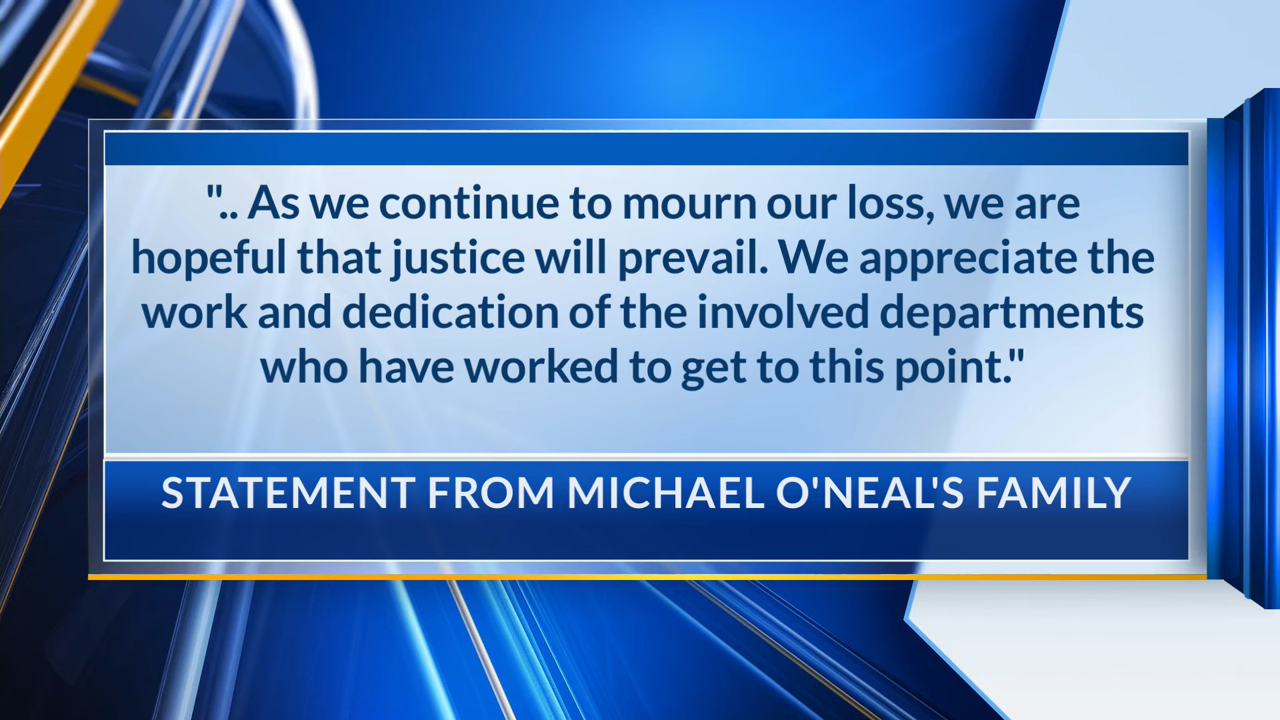 ".. As we continue to mourn our loss, we are
hopeful that justice will prevail. We appreciate the
work and dedication of the involved departments
who have worked to get to this point."
STATEMENT FROM MICHAEL O'NEAL'S FAMILY